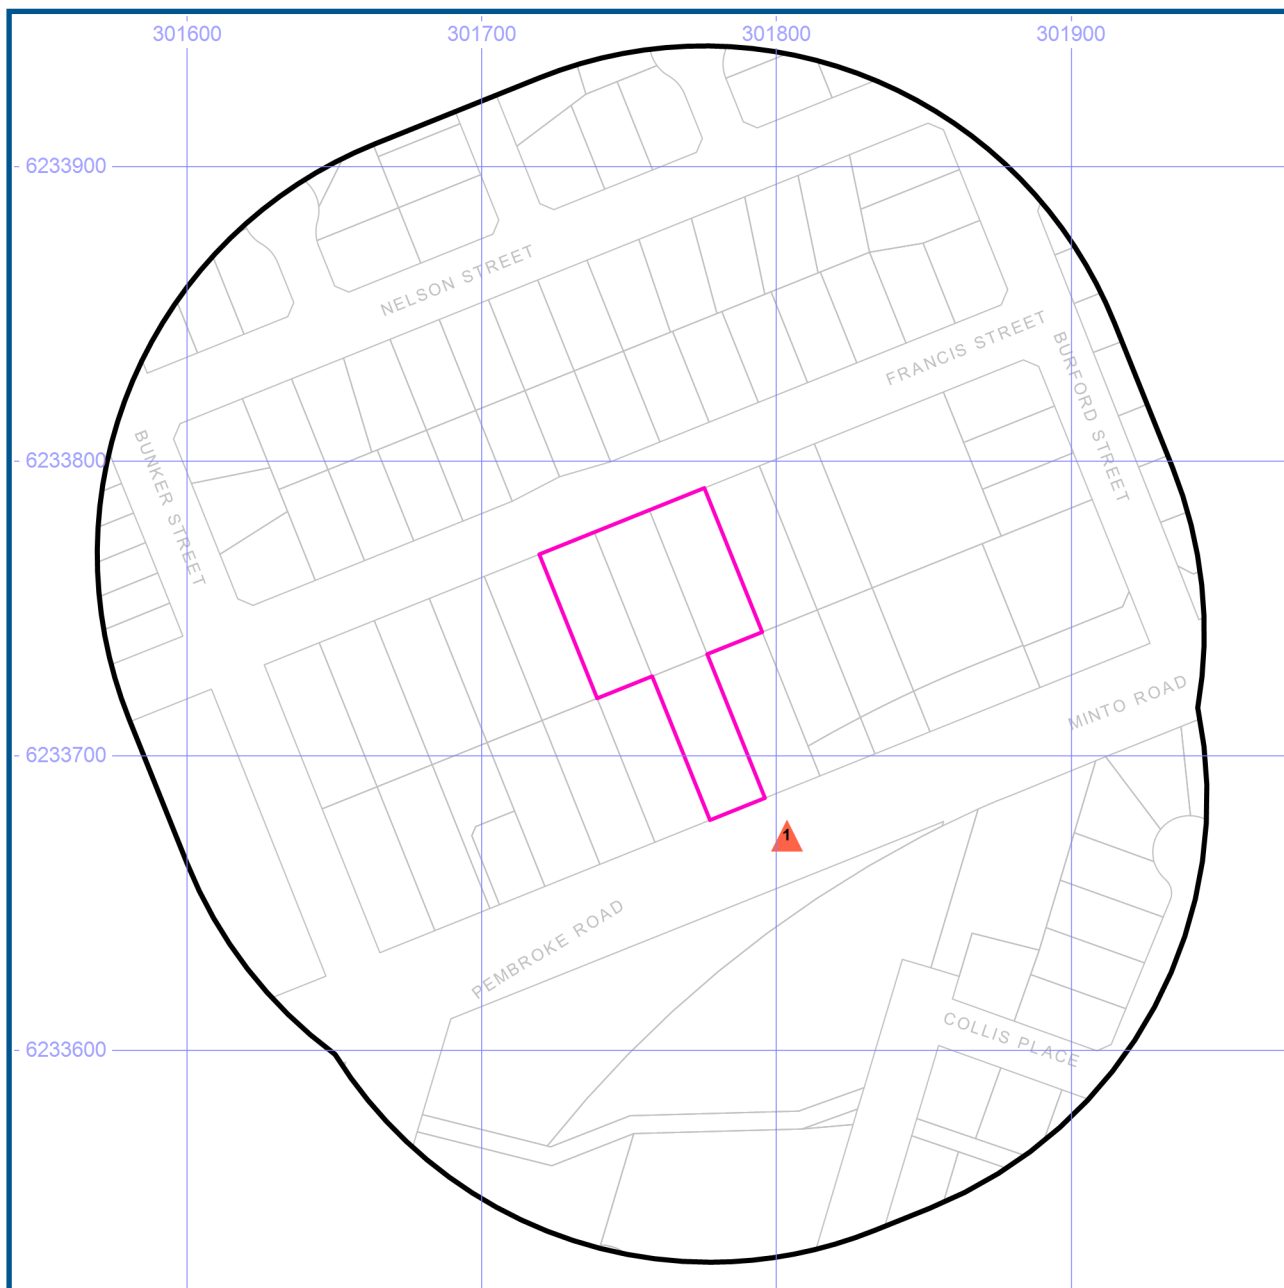 301600 301700 301800 301900
6233900
NELSON STREET
FRANCIS STREET
BURFORD STREET
6233800
BUNKER STREET
MINTO ROAD
6233700
1
PEMBROKE ROAD
COLLIS PLACE
6233600